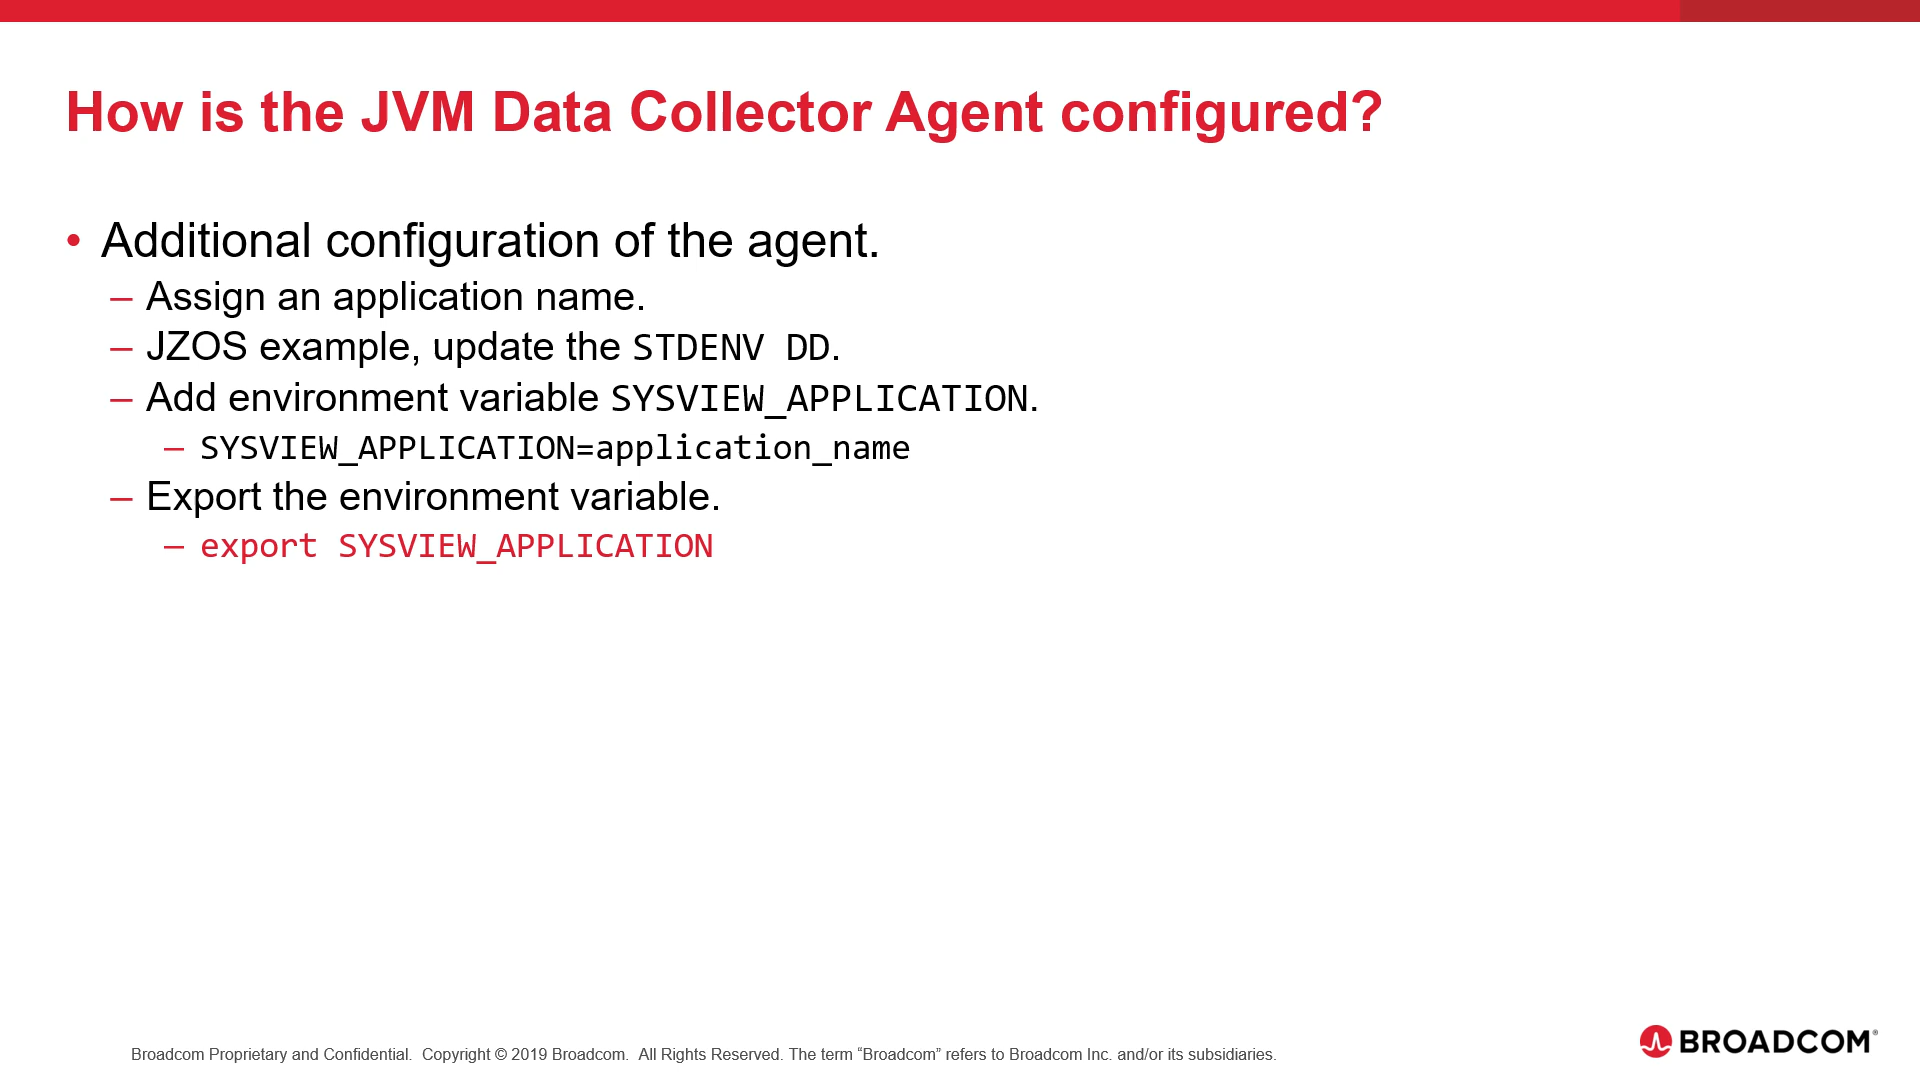 How is the JVM Data Collector Agent configured?
• Additional configuration of the agent.
– Assign an application name.
– JZOS example, update the STDENV DD.
– Add environment variable SYSVIEW_APPLICATION.
– SYSVIEW_APPLICATION=application_name
– Export the environment variable.
– export SYSVIEW_APPLICATION
Broadcom Proprietary and Confidential.  Copyright © 2019 Broadcom.  All Rights Reserved. The term “Broadcom” refers to Broadcom Inc. and/or its subsidiaries.
BROADCOM®